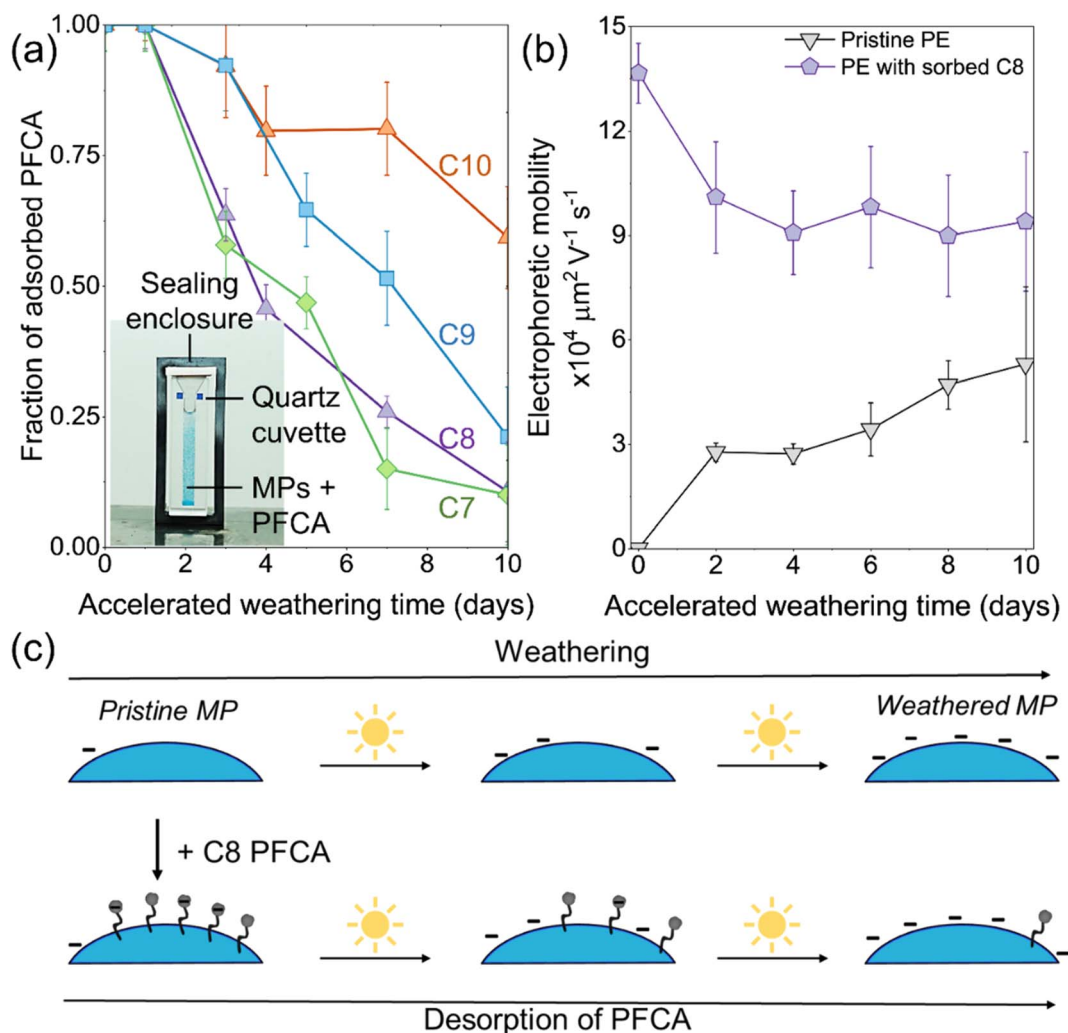 (a)
1.00
0.75
0.50
0.25
0.00
Fraction of adsorbed PFCA
C10
C9
C8
C7
Sealing
enclosure
Quartz
cuvette
MPs +
PFCA
0 2 4 6 8 10
Accelerated weathering time (days)
(b)
15
12
9
6
3
0
Electrophoretic mobility
x10⁴ μm² V⁻¹ s⁻¹
Pristine PE
PE with sorbed C8
0 2 4 6 8 10
Accelerated weathering time (days)
(c)
Weathering
Pristine MP
Weathered MP
+ C8 PFCA
Desorption of PFCA